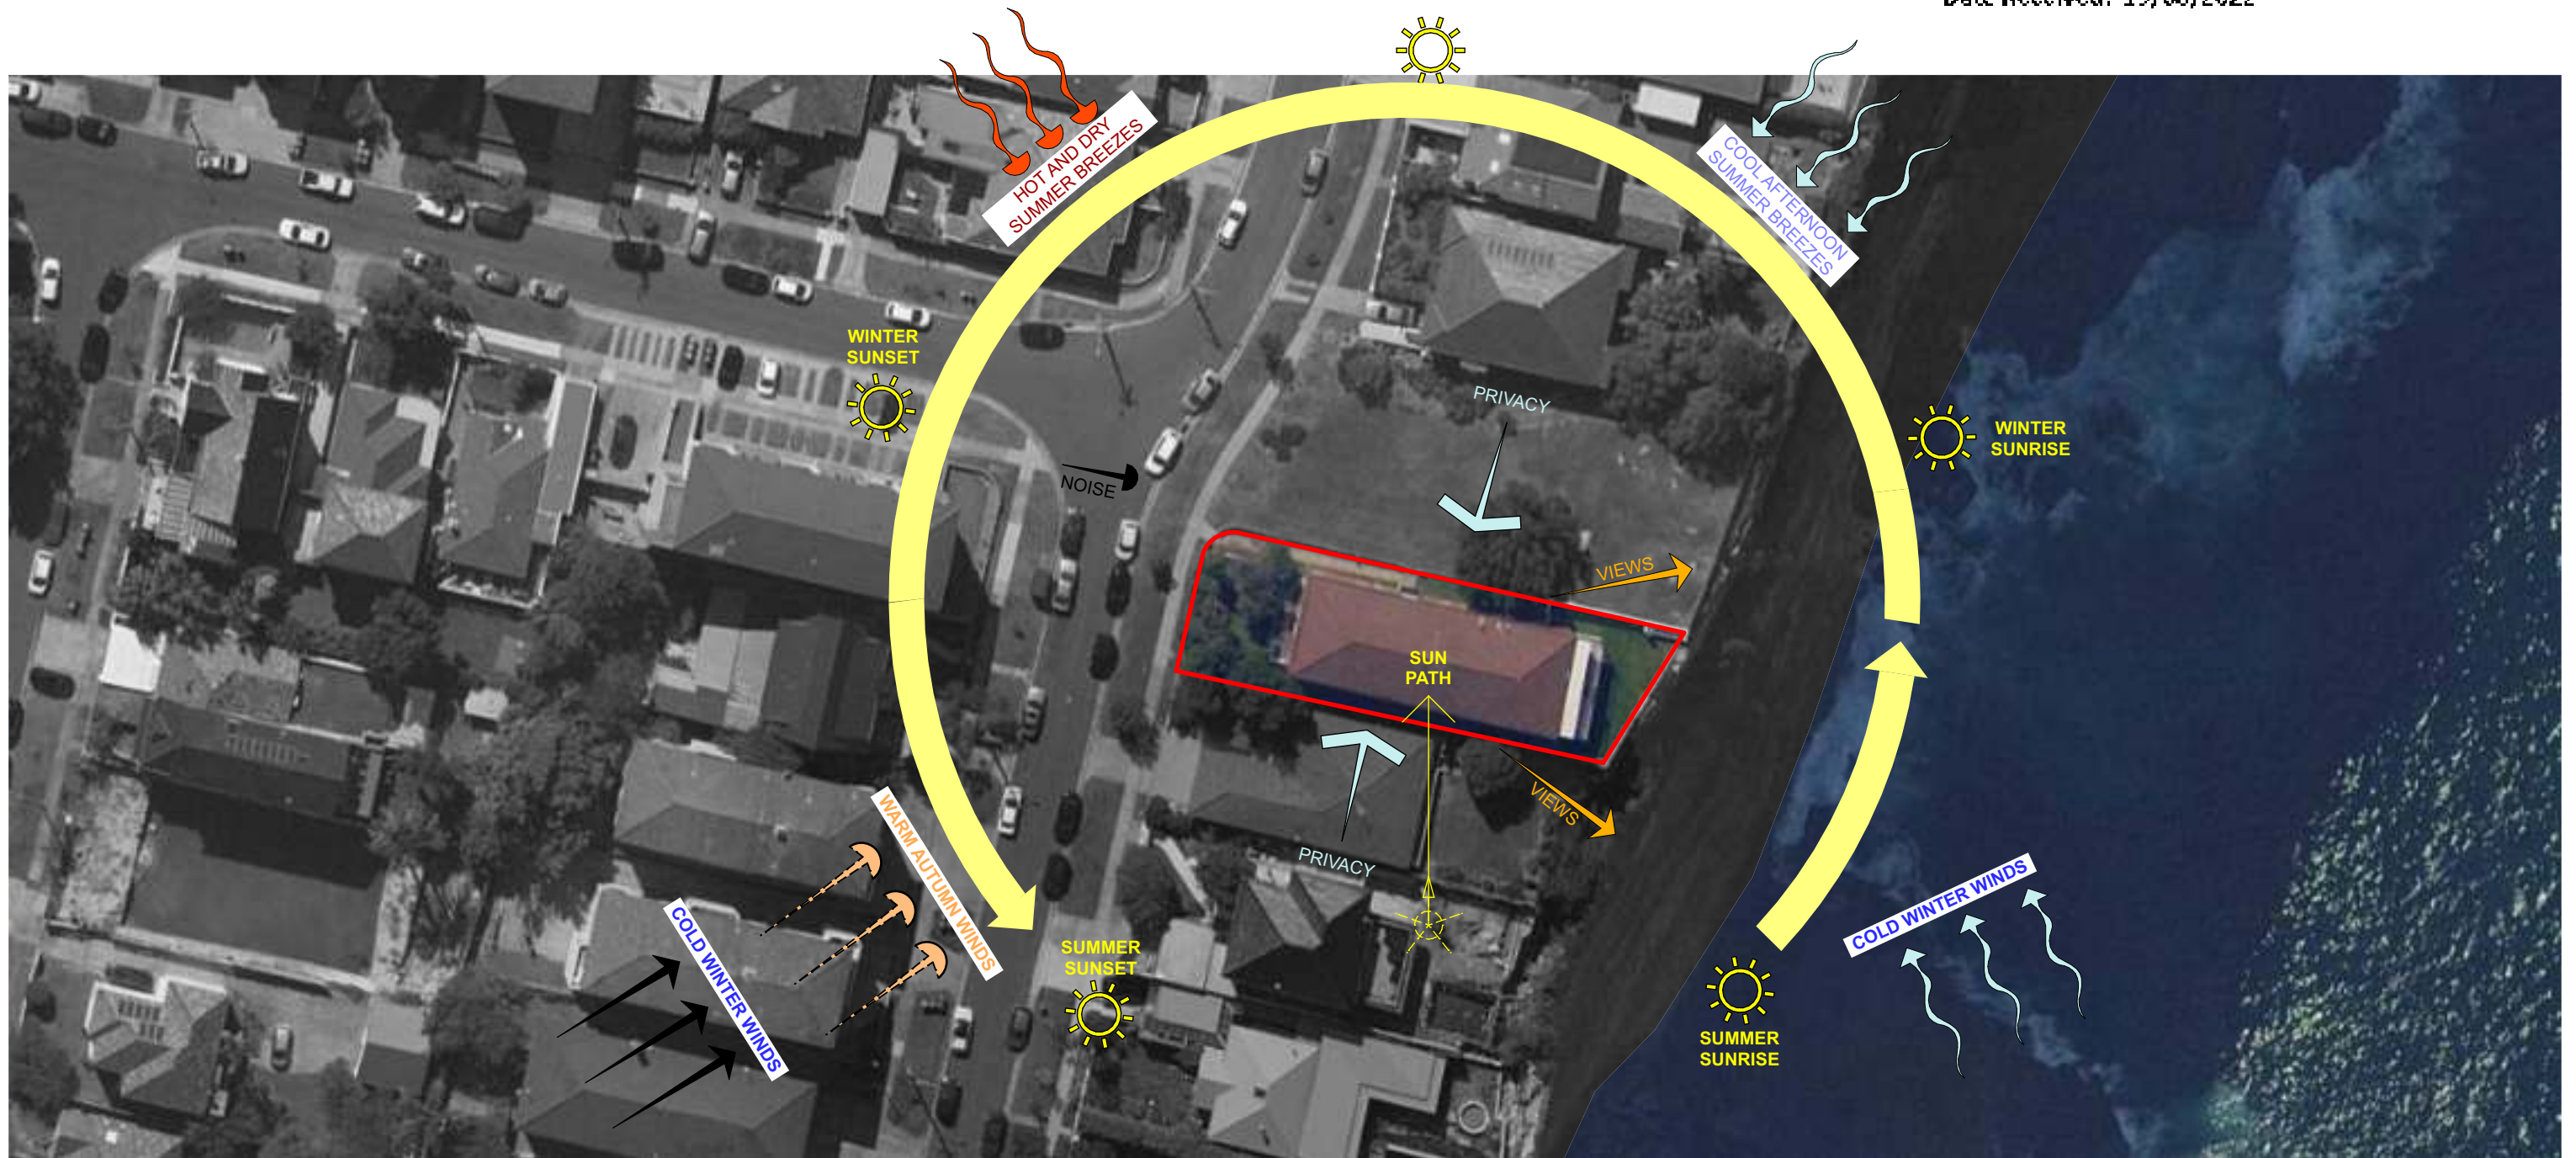 HOT AND DRY
SUMMER BREEZES
COOL AFTERNOON
SUMMER BREEZES
WINTER
SUNSET
PRIVACY
WINTER
SUNRISE
NOISE
VIEWS
SUN
PATH
VIEWS
WARM AUTUMN WINDS
PRIVACY
COLD WINTER WINDS
COLD WINTER WINDS
SUMMER
SUNSET
SUMMER
SUNRISE